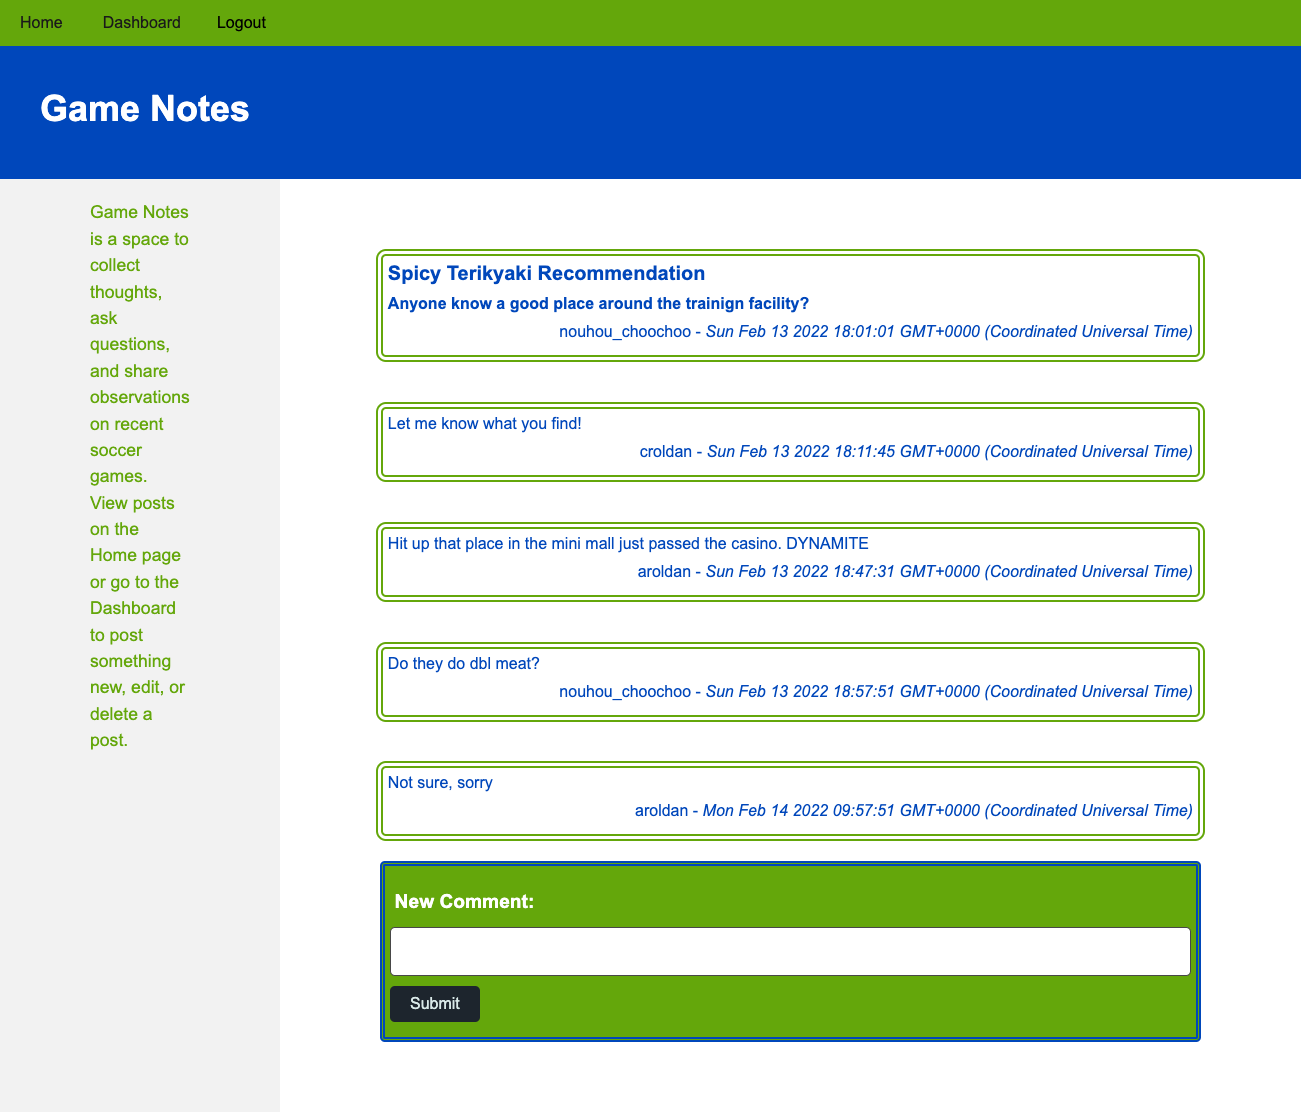 Home Dashboard Logout
Game Notes
Game Notes
is a space to
collect
thoughts,
ask
questions,
and share
observations
on recent
soccer
games.
View posts
on the
Home page
or go to the
Dashboard
to post
something
new, edit, or
delete a
post.
Spicy Terikyaki Recommendation
Anyone know a good place around the trainign facility?
nouhou_choochoo - Sun Feb 13 2022 18:01:01 GMT+0000 (Coordinated Universal Time)
Let me know what you find!
croldan - Sun Feb 13 2022 18:11:45 GMT+0000 (Coordinated Universal Time)
Hit up that place in the mini mall just passed the casino. DYNAMITE
aroldan - Sun Feb 13 2022 18:47:31 GMT+0000 (Coordinated Universal Time)
Do they do dbl meat?
nouhou_choochoo - Sun Feb 13 2022 18:57:51 GMT+0000 (Coordinated Universal Time)
Not sure, sorry
aroldan - Mon Feb 14 2022 09:57:51 GMT+0000 (Coordinated Universal Time)
New Comment:
Submit